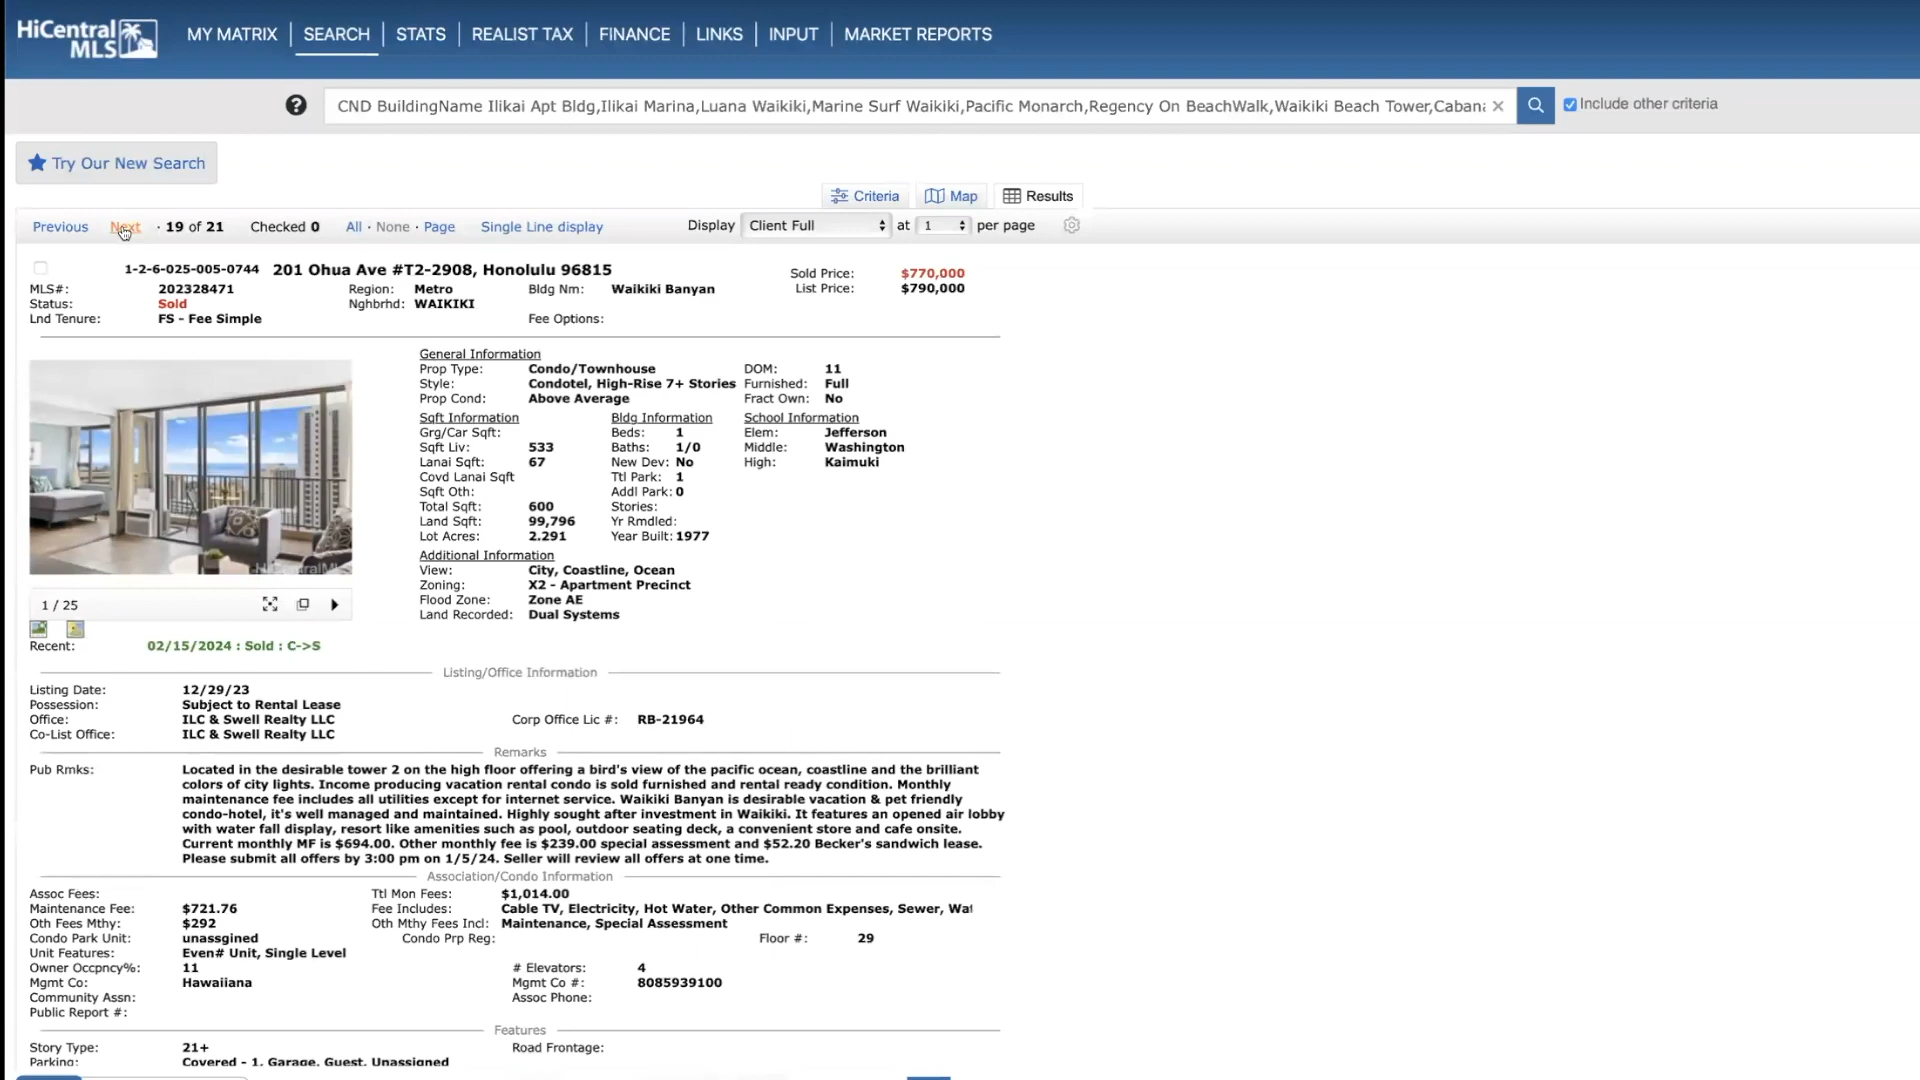 HiCentral MLS
MY MATRIX SEARCH STATS REALIST TAX FINANCE LINKS INPUT MARKET REPORTS
CND BuildingName Ilikai Apt Bldg,Ilikai Marina,Luana Waikiki,Marine Surf Waikiki,Pacific Monarch,Regency On BeachWalk,Waikiki Beach Tower,Cabana
Include other criteria
Try Our New Search
Criteria Map Results
Previous Next · 19 of 21 Checked 0 All · None · Page Single Line display Display Client Full at 1 per page
1-2-6-025-005-0744 201 Ohua Ave #T2-2908, Honolulu 96815 Sold Price: $770,000
MLS#: 202328471 Region: Metro Bldg Nm: Waikiki Banyan List Price: $790,000
Status: Sold Nghbrhd: WAIKIKI
Lnd Tenure: FS - Fee Simple Fee Options:
General Information
Prop Type: Condo/Townhouse DOM: 11
Style: Condotel, High-Rise 7+ Stories Furnished: Full
Prop Cond: Above Average Fract Own: No
Sqft Information Bldg Information School Information
Grg/Car Sqft: Beds: 1 Elem: Jefferson
Sqft Liv: 533 Baths: 1/0 Middle: Washington
Lanai Sqft: 67 New Dev: No High: Kaimuki
Covd Lanai Sqft Ttl Park: 1
Sqft Oth: Addl Park: 0
Total Sqft: 600 Stories:
Land Sqft: 99,796 Yr Rmdled:
Lot Acres: 2.291 Year Built: 1977
Additional Information
View: City, Coastline, Ocean
Zoning: X2 - Apartment Precinct
Flood Zone: Zone AE
Land Recorded: Dual Systems
HiCentralMLS
1 / 25
Recent: 02/15/2024 : Sold : C->S
Listing/Office Information
Listing Date: 12/29/23
Possession: Subject to Rental Lease
Office: ILC & Swell Realty LLC Corp Office Lic #: RB-21964
Co-List Office: ILC & Swell Realty LLC
Remarks
Pub Rmks: Located in the desirable tower 2 on the high floor offering a bird's view of the pacific ocean, coastline and the brilliant
colors of city lights. Income producing vacation rental condo is sold furnished and rental ready condition. Monthly
maintenance fee includes all utilities except for internet service. Waikiki Banyan is desirable vacation & pet friendly
condo-hotel, it's well managed and maintained. Highly sought after investment in Waikiki. It features an opened air lobby
with water fall display, resort like amenities such as pool, outdoor seating deck, a convenient store and cafe onsite.
Current monthly MF is $694.00. Other monthly fee is $239.00 special assessment and $52.20 Becker's sandwich lease.
Please submit all offers by 3:00 pm on 1/5/24. Seller will review all offers at one time.
Association/Condo Information
Assoc Fees: Ttl Mon Fees: $1,014.00
Maintenance Fee: $721.76 Fee Includes: Cable TV, Electricity, Hot Water, Other Common Expenses, Sewer, Wat
Oth Fees Mthy: $292 Oth Mthy Fees Incl: Maintenance, Special Assessment
Condo Park Unit: unassgined Condo Prp Reg: Floor #: 29
Unit Features: Even# Unit, Single Level
Owner Occpncy%: 11 # Elevators: 4
Mgmt Co: Hawaiiana Mgmt Co #: 8085939100
Community Assn: Assoc Phone:
Public Report #:
Features
Story Type: 21+ Road Frontage:
Parking: Covered - 1, Garage, Guest, Unassigned